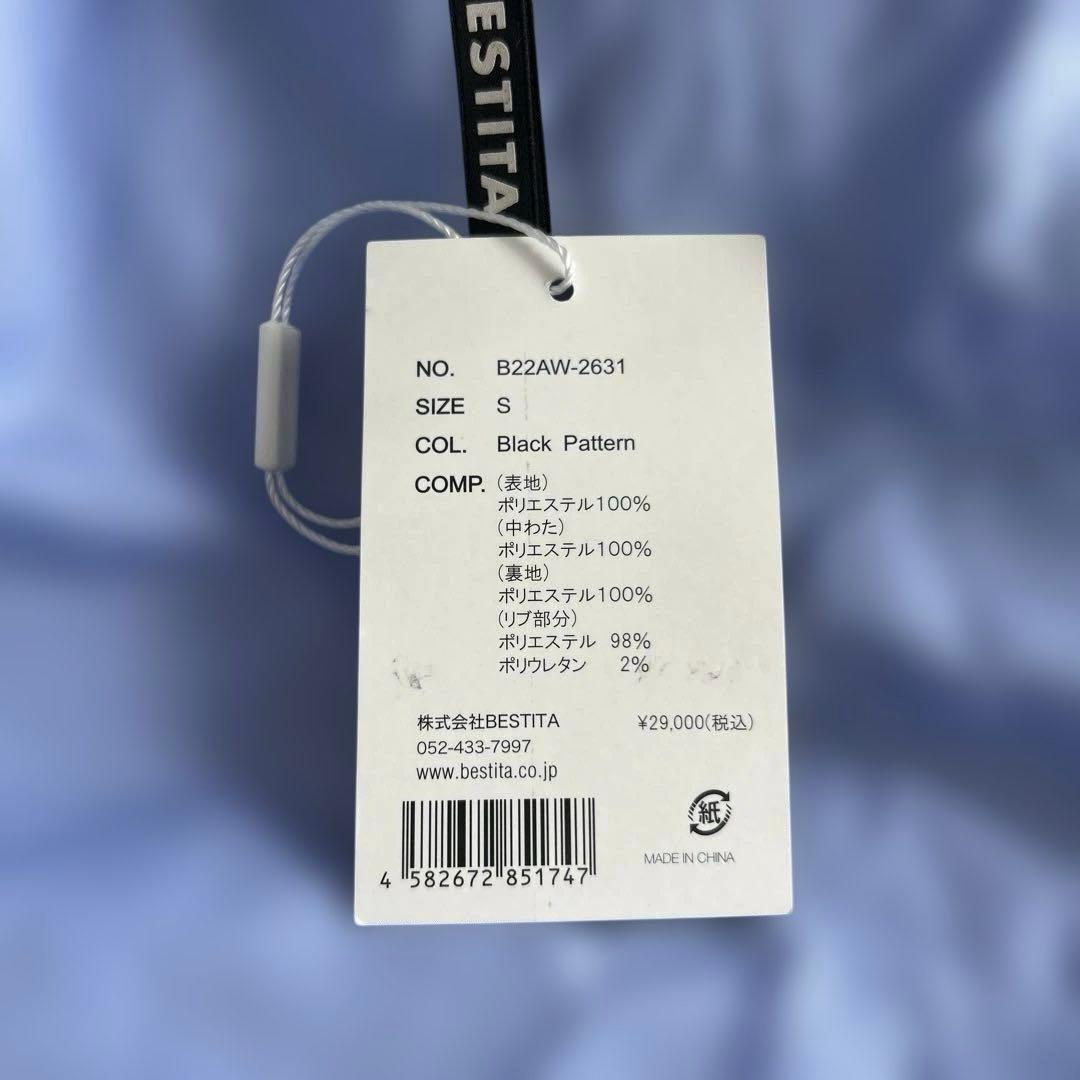 ESTITA
NO. B22AW-2631
SIZE S
COL. Black Pattern
COMP. (表地)
ポリエステル100%
(中わた)
ポリエステル100%
(裏地)
ポリエステル100%
(リブ部分)
ポリエステル 98%
ポリウレタン 2%
株式会社BESTITA ¥29,000(税込)
052-433-7997
www.bestita.co.jp
紙
MADE IN CHINA
4 582672 851747